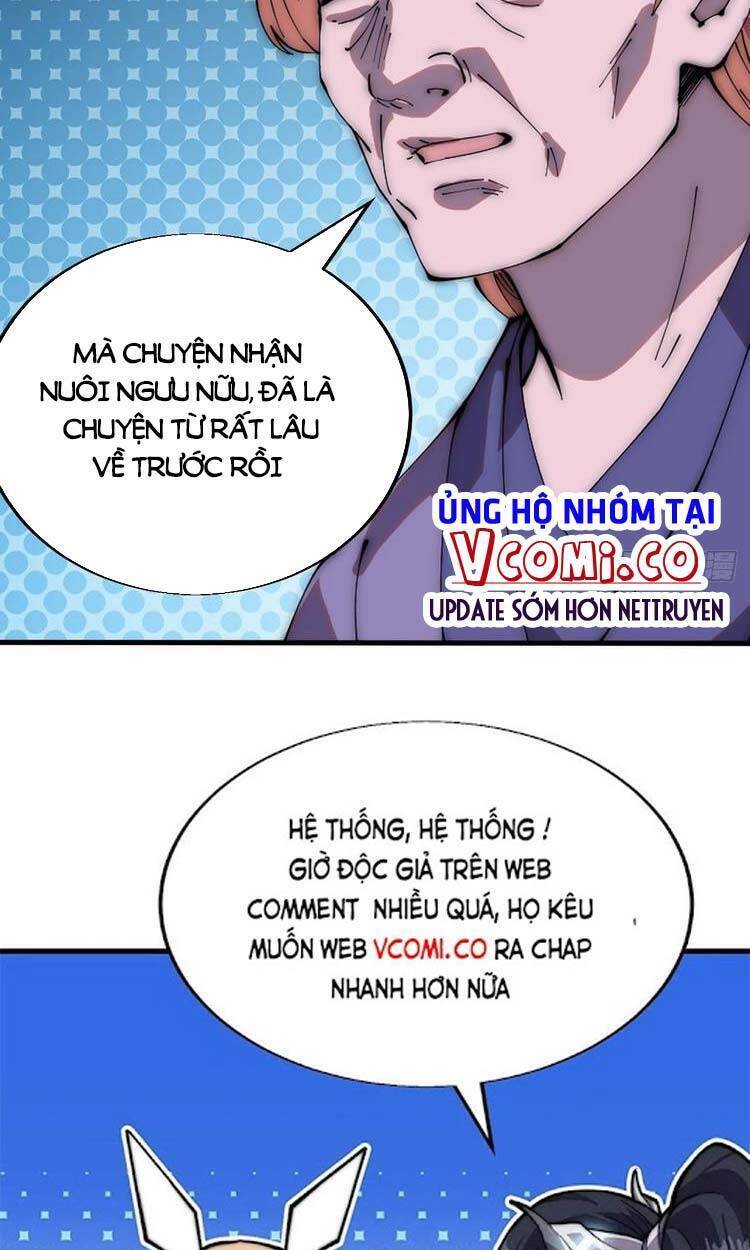 MÀ CHUYỆN NHẬN
NUÔI NGƯU NỮU, ĐÃ LÀ
CHUYỆN TỪ RẤT LÂU
VỀ TRƯỚC RỒI
ỦNG HỘ NHÓM TẠI
VCOMI.CO
UPDATE SỚM HƠN NETTRUYEN
HỆ THỐNG, HỆ THỐNG !
GIỜ ĐỘC GIẢ TRÊN WEB
COMMENT NHIỀU QUÁ, HỌ KÊU
MUỐN WEB VCOMI.CO RA CHAP
NHANH HƠN NỮA